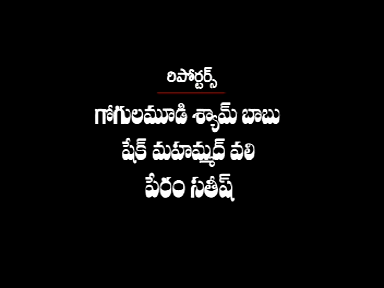 రిపోర్టర్స్
గోగులమూడి శ్యామ్ బాబు
షేక్ మహమ్మద్ వలి
పేరం సతీష్